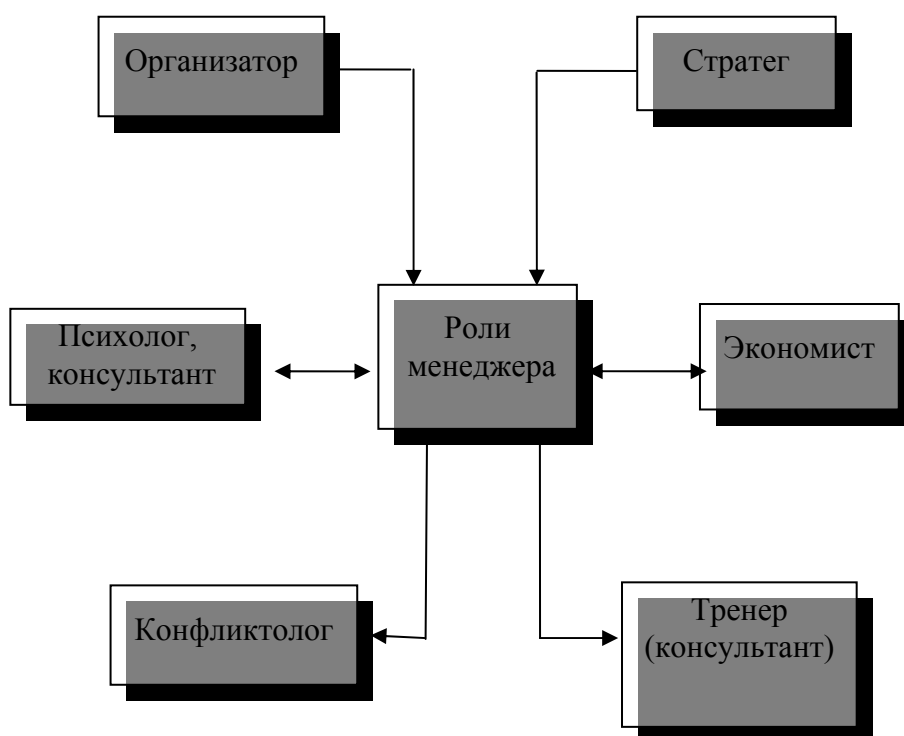 Организатор
Стратег
Психолог,
консультант
Роли
менеджера
Экономист
Конфликтолог
Тренер
(консультант)